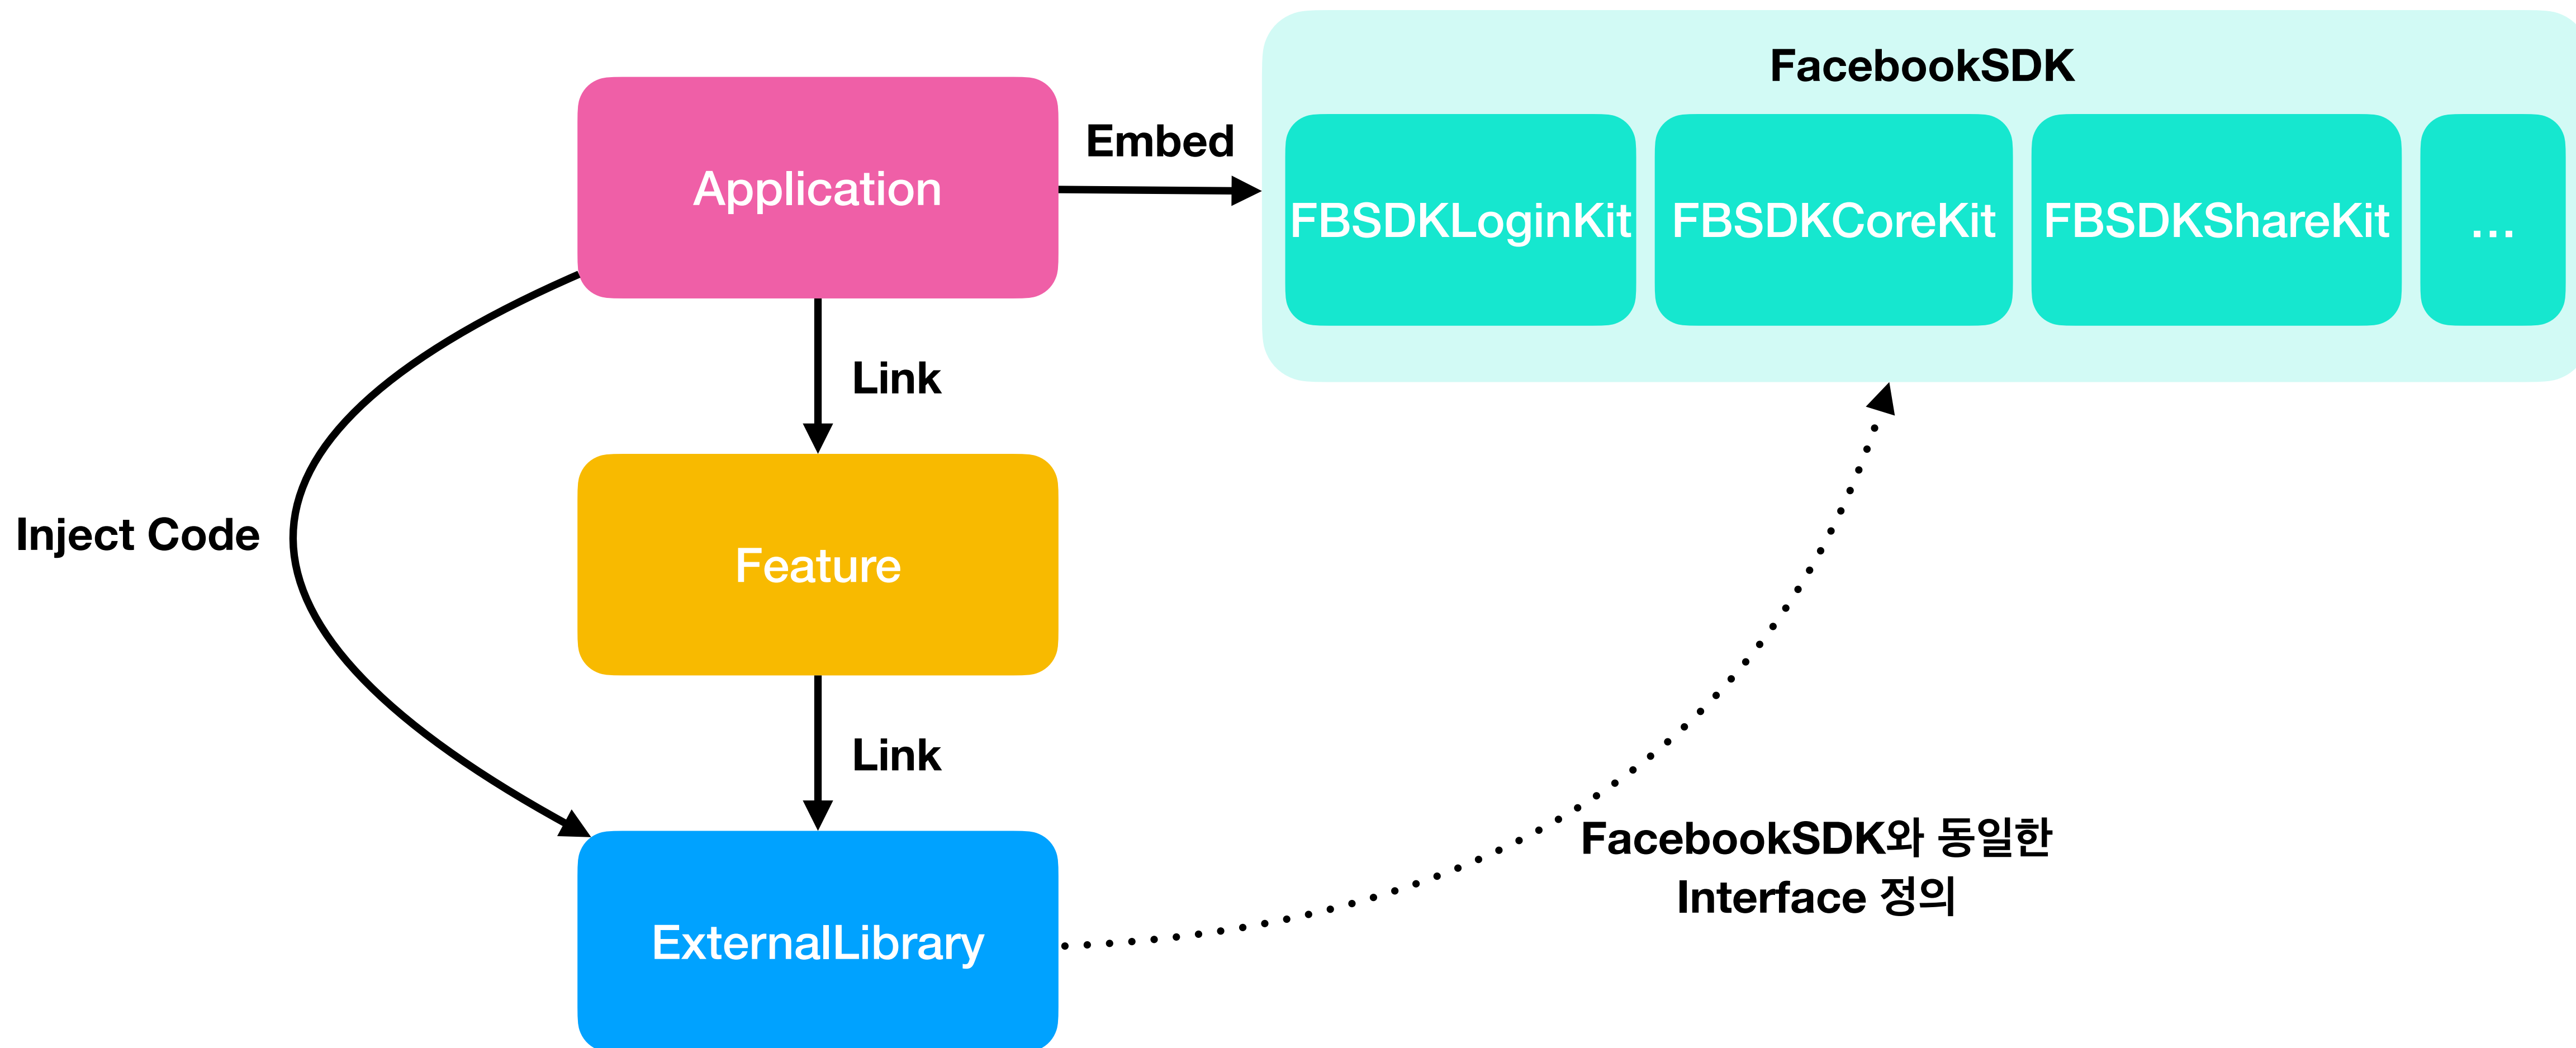 FacebookSDK
Application
Embed
FBSDKLoginKit
FBSDKCoreKit
FBSDKShareKit
...
Link
Inject Code
Feature
Link
FacebookSDK와 동일한
Interface 정의
ExternalLibrary